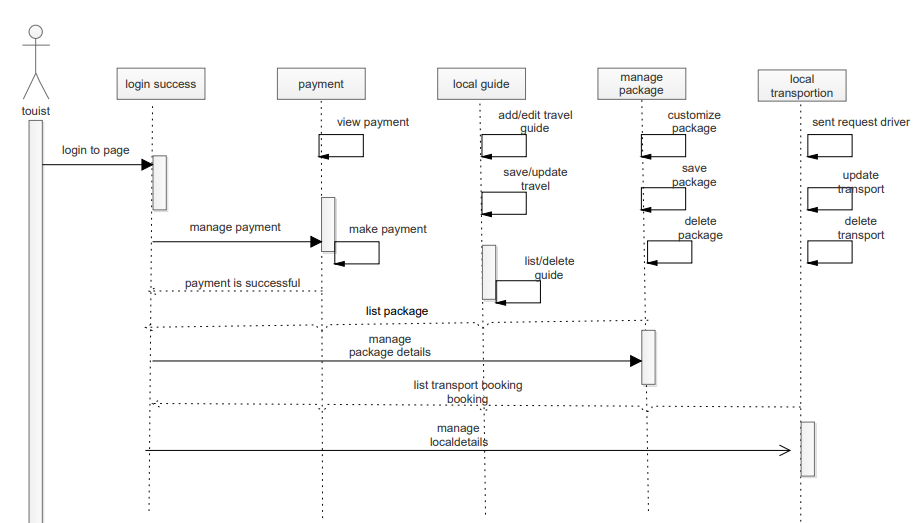 touist
login success
payment
local guide
manage
package
local
transportion
view payment
add/edit travel
guide
customize
package
sent request driver
login to page
save/update
travel
save
package
update
transport
manage payment
make payment
delete
package
delete
transport
list/delete
guide
payment is successful
list package
manage
package details
list transport booking
booking
manage
localdetails